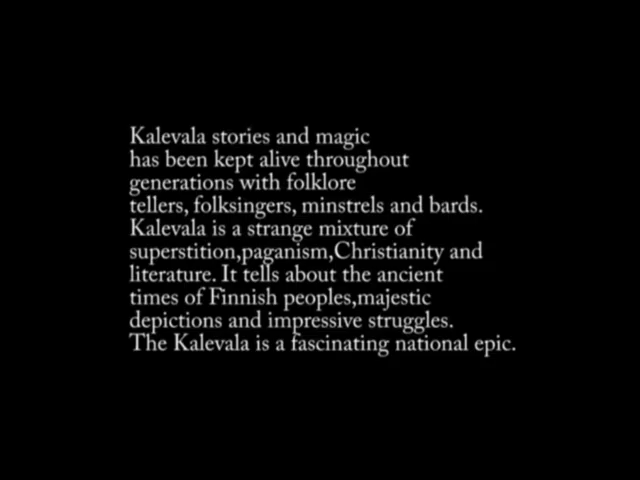 Kalevala stories and magic
has been kept alive throughout
generations with folklore
tellers, folksingers, minstrels and bards.
Kalevala is a strange mixture of
superstition,paganism,Christianity and
literature. It tells about the ancient
times of Finnish peoples,majestic
depictions and impressive struggles.
The Kalevala is a fascinating national epic.